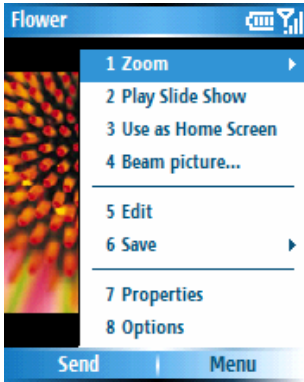 Flower
1 Zoom
2 Play Slide Show
3 Use as Home Screen
4 Beam picture...
5 Edit
6 Save
7 Properties
8 Options
Send Menu